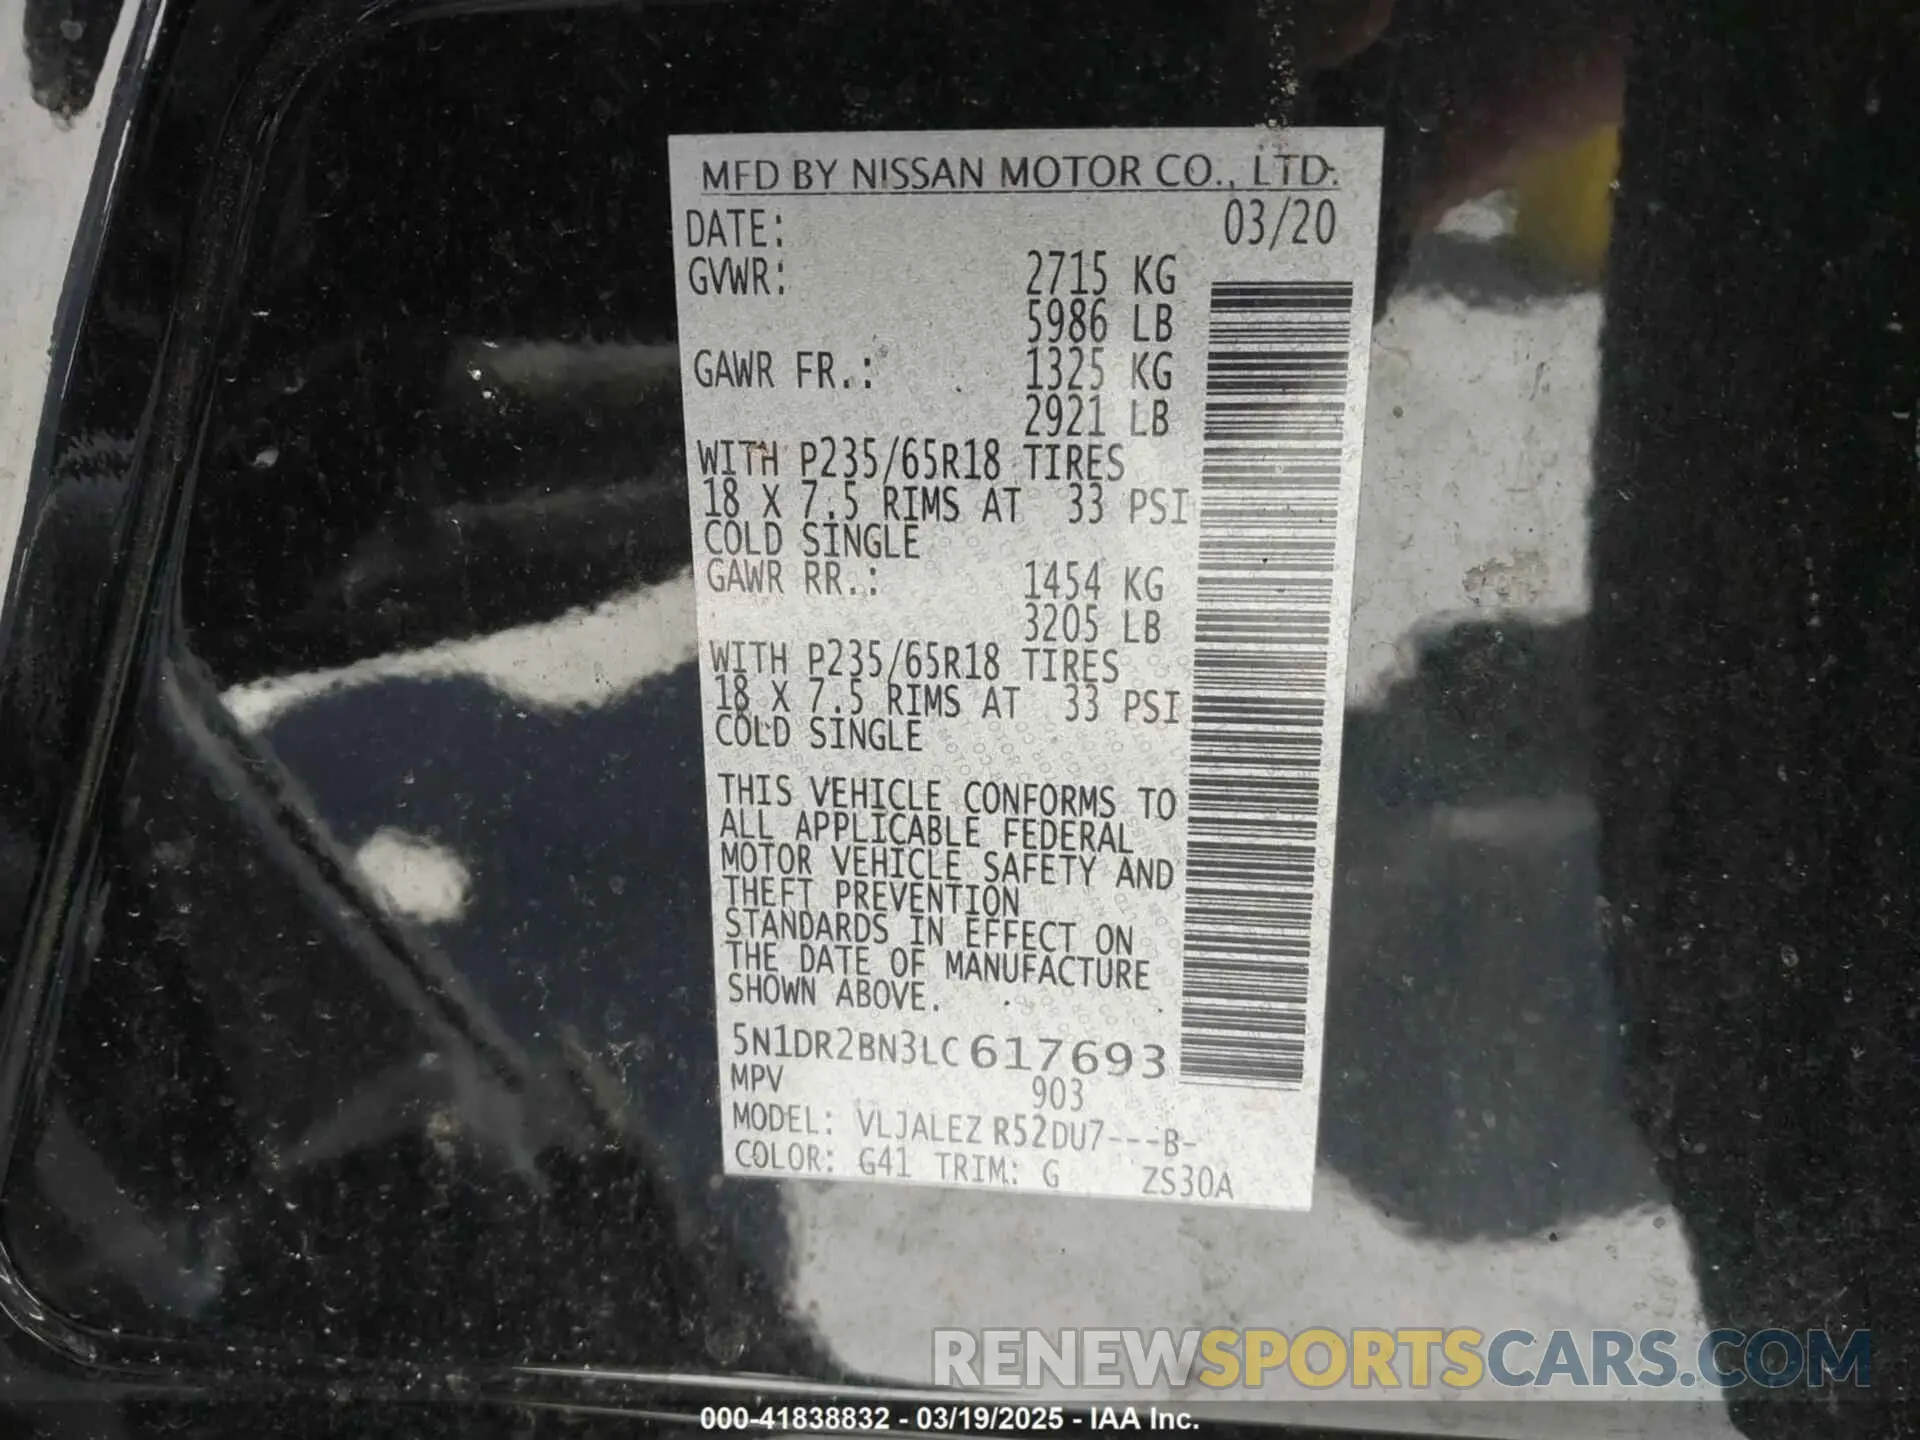 MFD BY NISSAN MOTOR CO., LTD.
DATE: 03/20
GVWR: 2715 KG
5986 LB
GAWR FR.: 1325 KG
2921 LB
WITH P235/65R18 TIRES
18 X 7.5 RIMS AT 33 PSI
COLD SINGLE
GAWR RR.: 1454 KG
3205 LB
WITH P235/65R18 TIRES
18 X 7.5 RIMS AT 33 PSI
COLD SINGLE
THIS VEHICLE CONFORMS TO
ALL APPLICABLE FEDERAL
MOTOR VEHICLE SAFETY AND
THEFT PREVENTION
STANDARDS IN EFFECT ON
THE DATE OF MANUFACTURE
SHOWN ABOVE.
5N1DR2BN3LC617693
MPV 903
MODEL: VLJALEZ R52DU7---B-
COLOR: G41 TRIM: G ZS30A
RENEWSPORTSCARS.COM
000-41838832 - 03/19/2025 - IAA Inc.